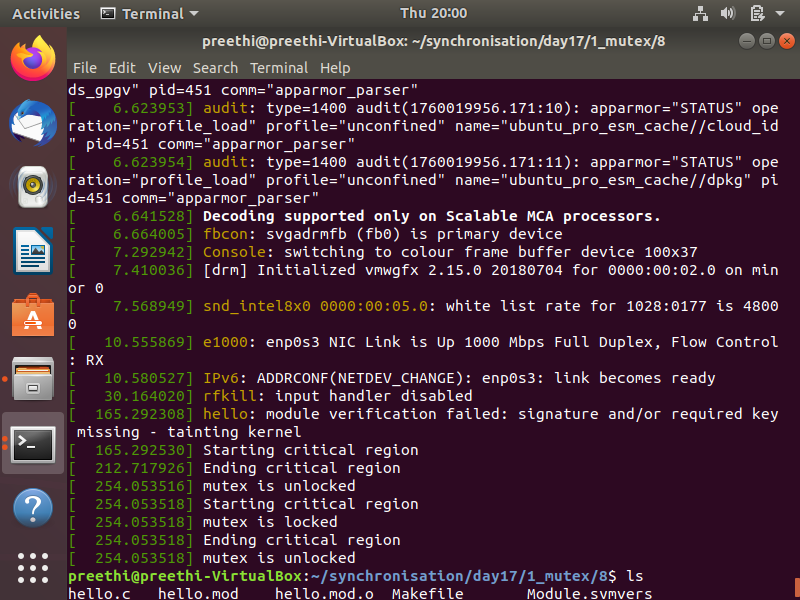 Activities Terminal Thu 20:00
preethi@preethi-VirtualBox: ~/synchronisation/day17/1_mutex/8
File Edit View Search Terminal Help
ds_gpgv" pid=451 comm="apparmor_parser"
[    6.623953] audit: type=1400 audit(1760019956.171:10): apparmor="STATUS" ope
ration="profile_load" profile="unconfined" name="ubuntu_pro_esm_cache//cloud_id
" pid=451 comm="apparmor_parser"
[    6.623954] audit: type=1400 audit(1760019956.171:11): apparmor="STATUS" ope
ration="profile_load" profile="unconfined" name="ubuntu_pro_esm_cache//dpkg" pi
d=451 comm="apparmor_parser"
[    6.641528] Decoding supported only on Scalable MCA processors.
[    6.664005] fbcon: svgadrmfb (fb0) is primary device
[    7.292942] Console: switching to colour frame buffer device 100x37
[    7.410036] [drm] Initialized vmwgfx 2.15.0 20180704 for 0000:00:02.0 on min
or 0
[    7.568949] snd_intel8x0 0000:00:05.0: white list rate for 1028:0177 is 4800
0
[   10.555869] e1000: enp0s3 NIC Link is Up 1000 Mbps Full Duplex, Flow Control
: RX
[   10.580527] IPv6: ADDRCONF(NETDEV_CHANGE): enp0s3: link becomes ready
[   30.164020] rfkill: input handler disabled
[  165.292308] hello: module verification failed: signature and/or required key
 missing - tainting kernel
[  165.292530] Starting critical region
[  212.717926] Ending critical region
[  254.053516] mutex is unlocked
[  254.053518] Starting critical region
[  254.053518] mutex is locked
[  254.053518] Ending critical region
[  254.053518] mutex is unlocked
preethi@preethi-VirtualBox:~/synchronisation/day17/1_mutex/8$ ls
hello.c   hello.mod    hello.mod.o  Makefile       Module.symvers